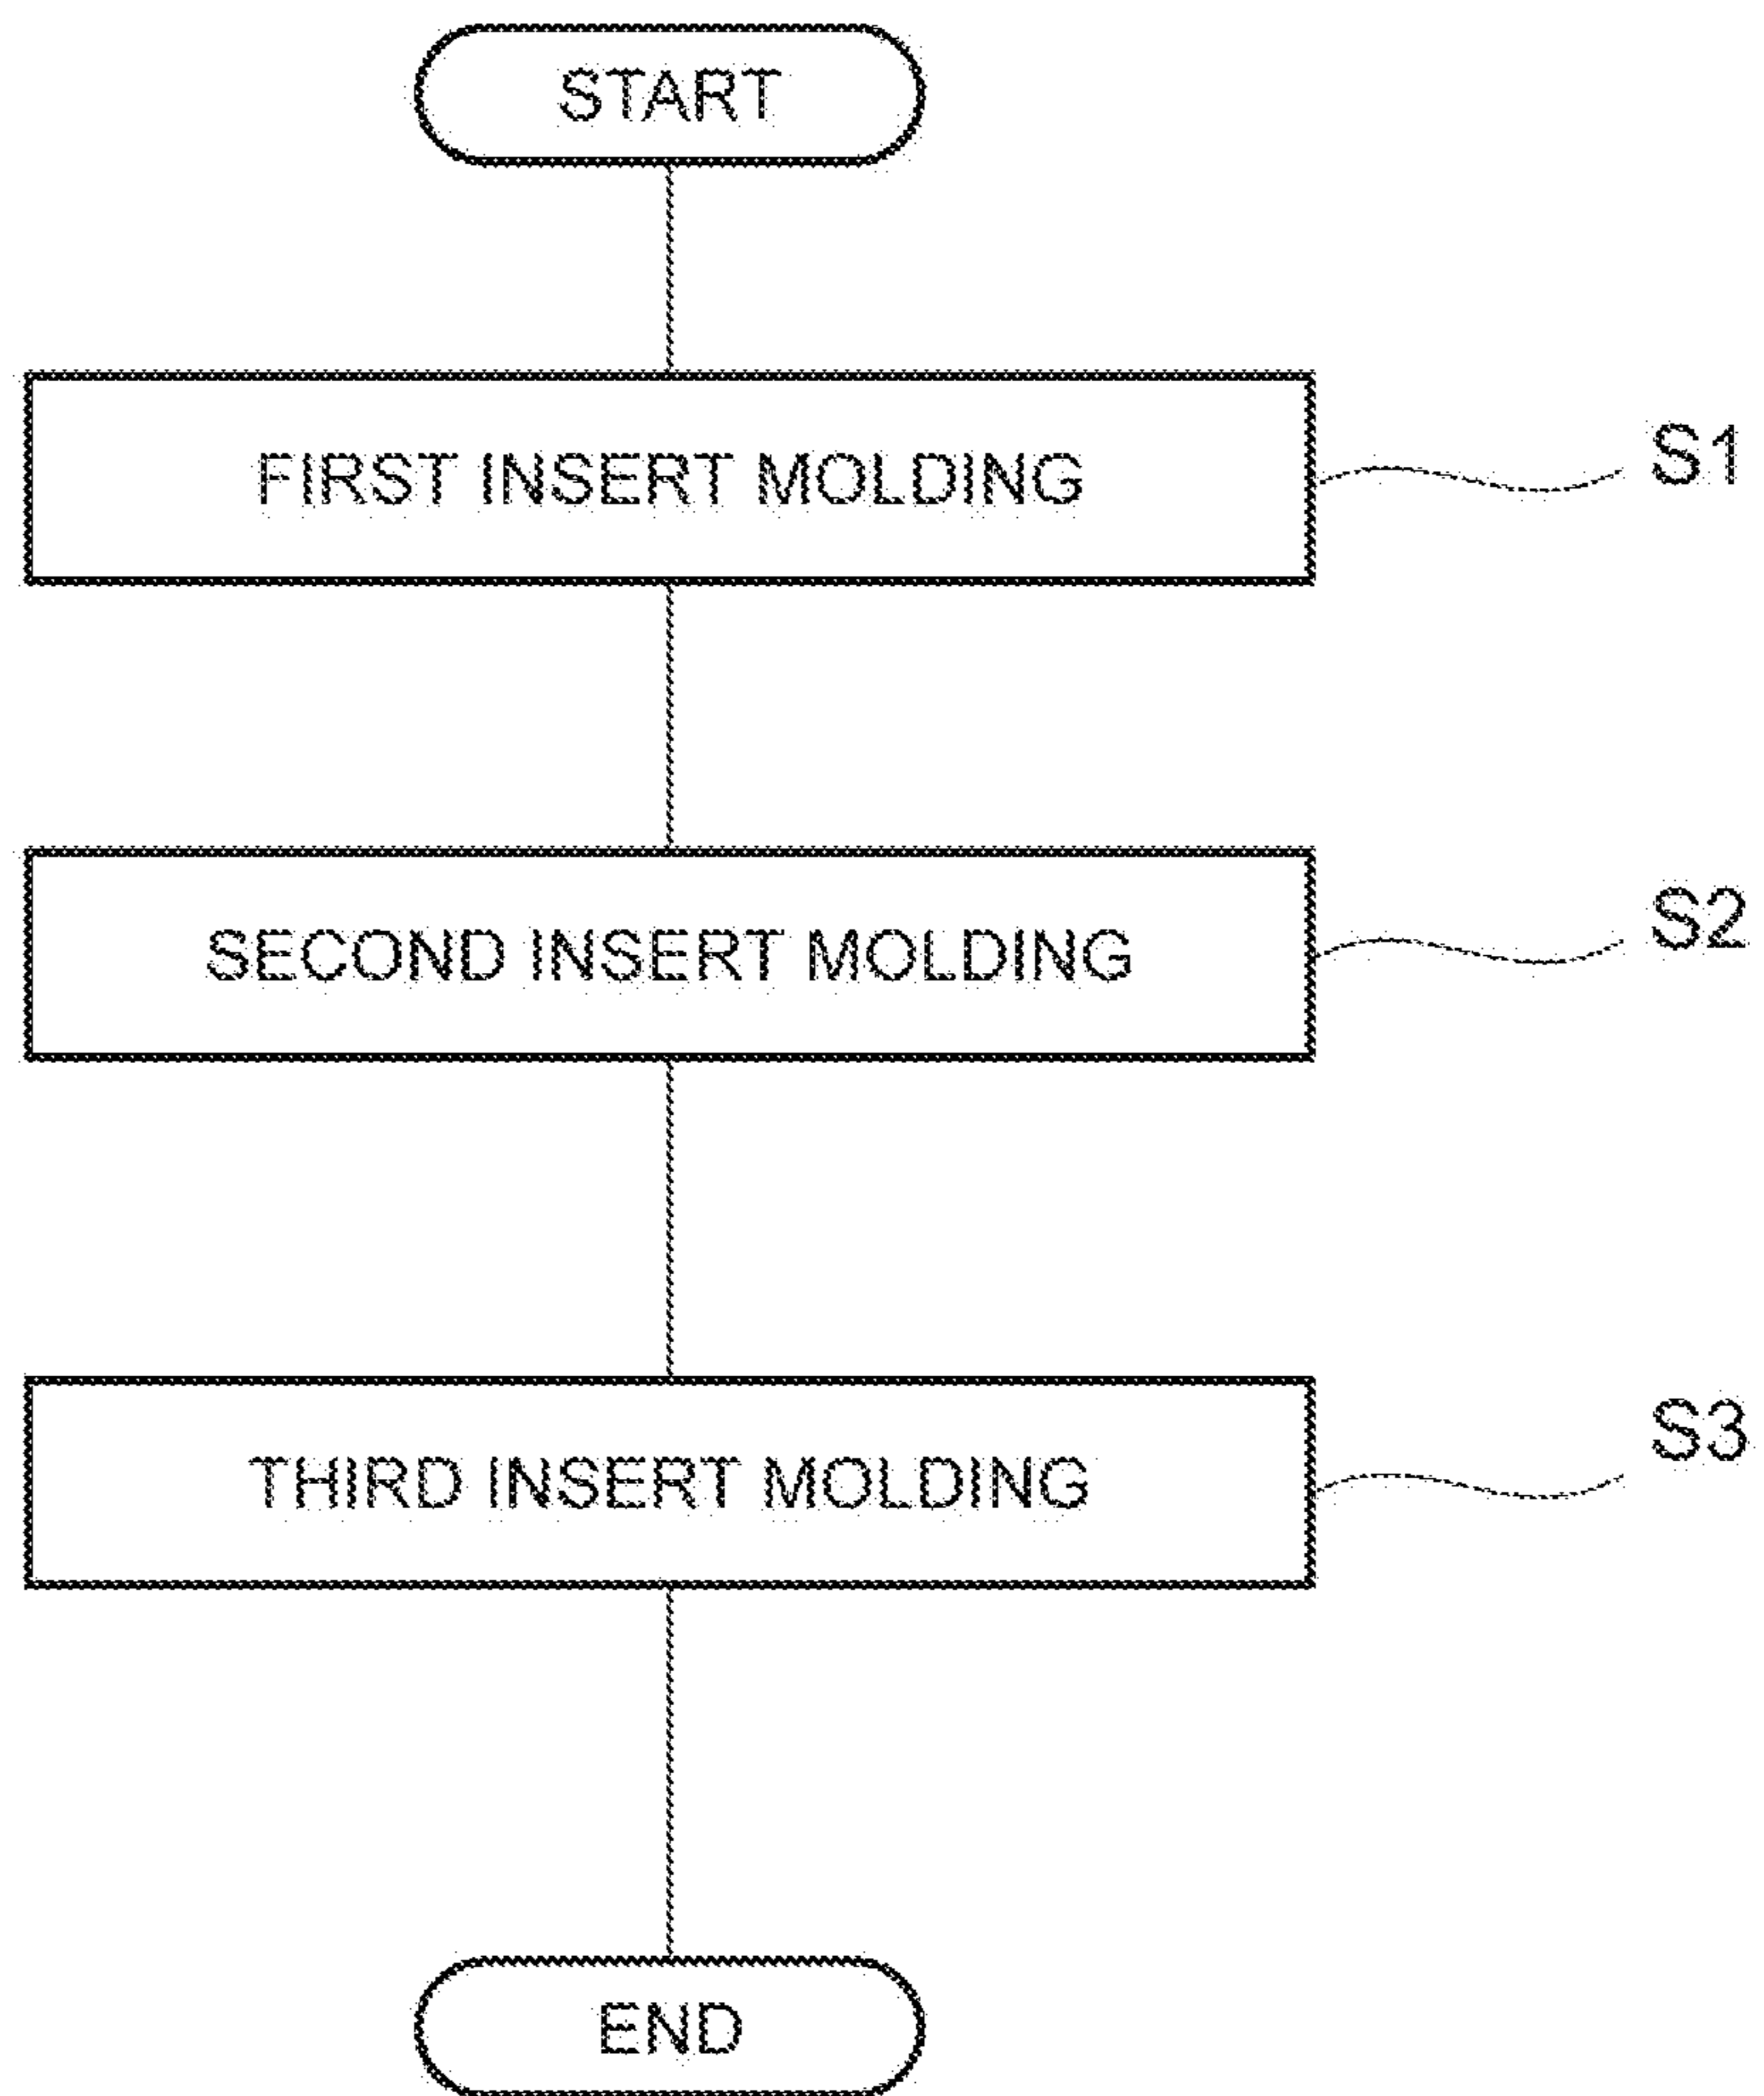 START
FIRST INSERT MOLDING
S1
SECOND INSERT MOLDING
S2
THIRD INSERT MOLDING
S3
END